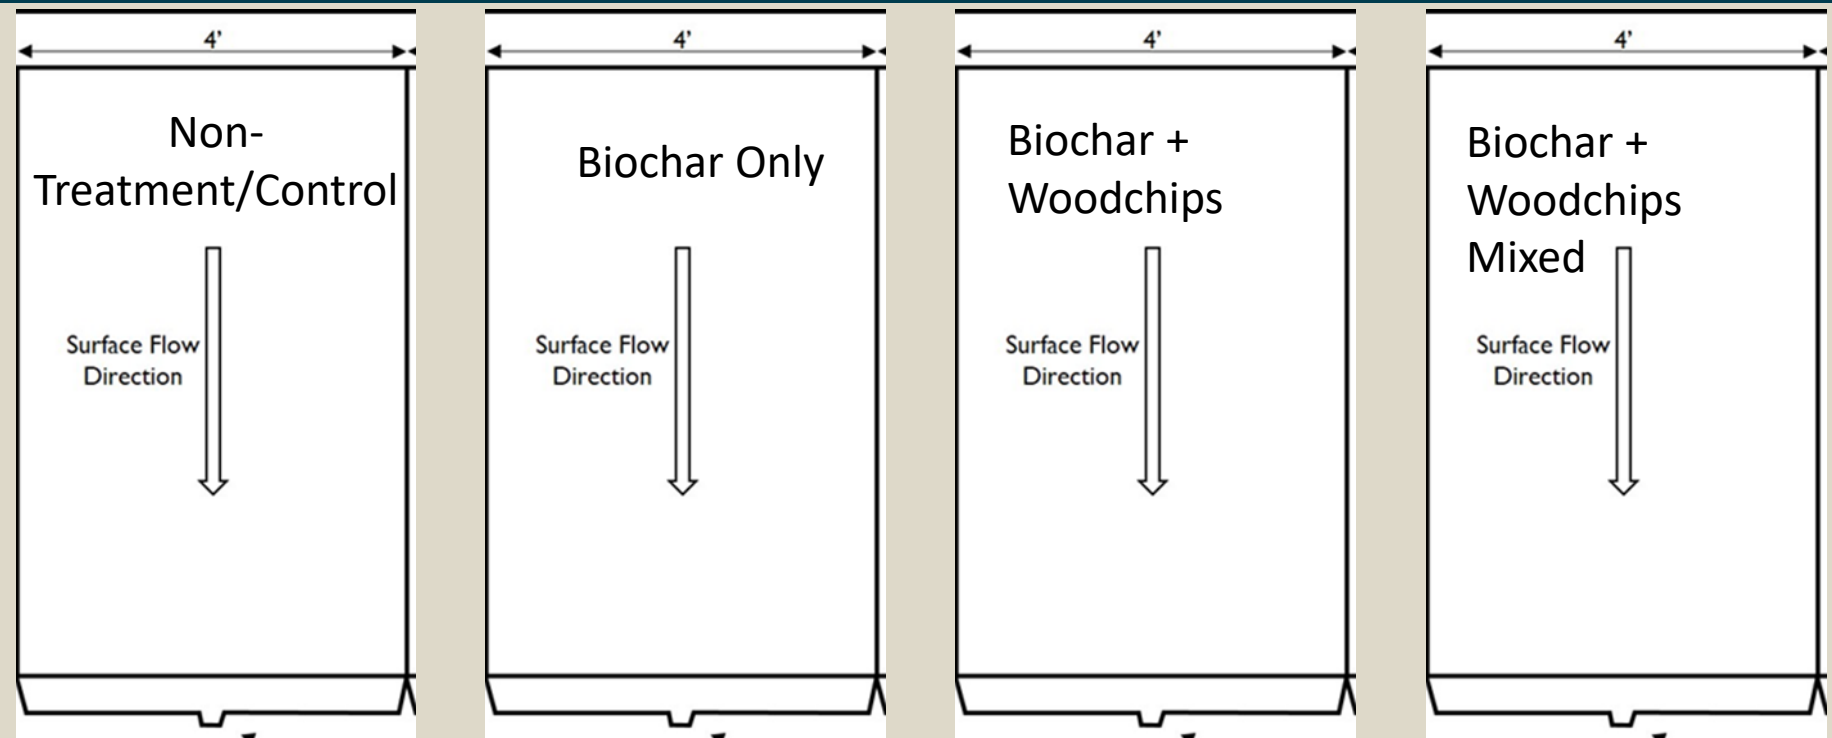 4'
Non-
Treatment/Control
Surface Flow
Direction
4'
Biochar Only
Surface Flow
Direction
4'
Biochar +
Woodchips
Surface Flow
Direction
4'
Biochar +
Woodchips
Mixed
Surface Flow
Direction